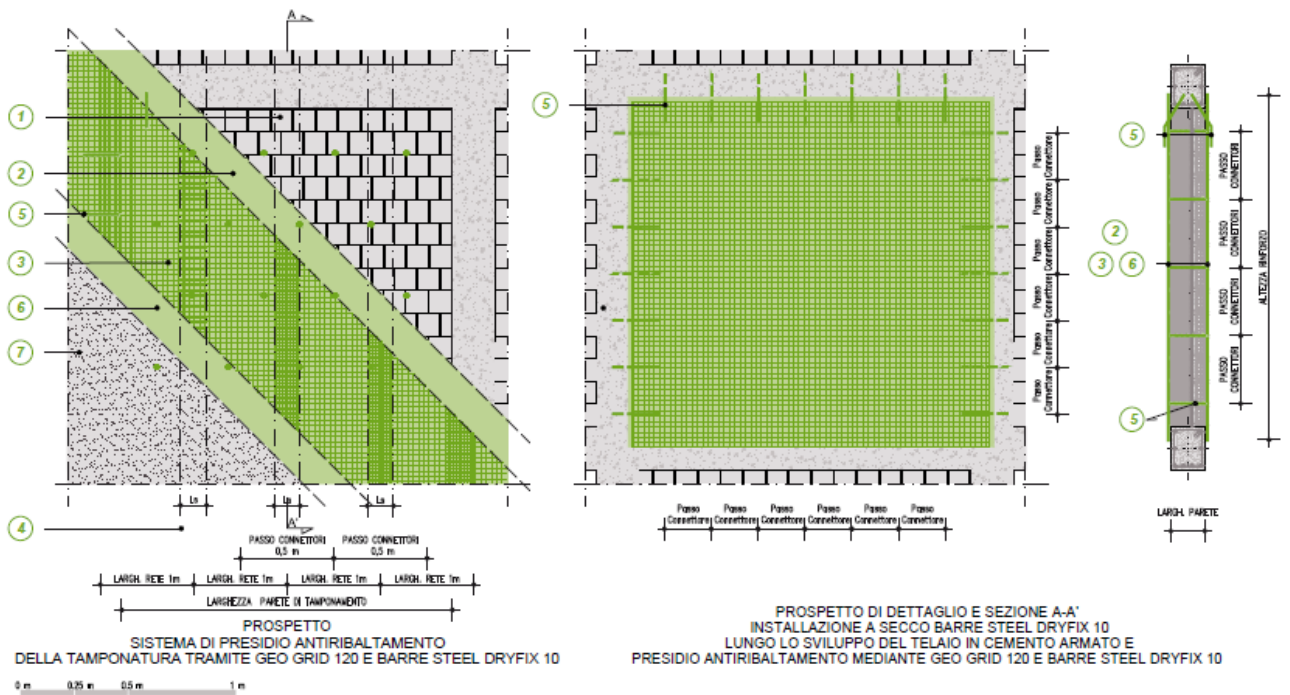 A
1
2
5
3
6
7
4
Ls
Ls
Ls
A'
PASSO CONNETTORI
0,5 m
PASSO CONNETTORI
0,5 m
LARGH. RETE 1m
LARGH. RETE 1m
LARGH. RETE 1m
LARGH. RETE 1m
LARGHEZZA PARETE DI TAMPONAMENTO
PROSPETTO
SISTEMA DI PRESIDIO ANTIRIBALTAMENTO
DELLA TAMPONATURA TRAMITE GEO GRID 120 E BARRE STEEL DRYFIX 10
0 m
0.25 m
0.5 m
1 m
5
Passo
Connettore
Passo
Connettore
Passo
Connettore
Passo
Connettore
Passo
Connettore
Passo
Connettore
Passo
Connettore
Passo
Connettore
Passo
Connettore
Passo
Connettore
Passo
Connettore
Passo
Connettore
5
2
3
6
5
PASSO
CONNETTORI
PASSO
CONNETTORI
PASSO
CONNETTORI
PASSO
CONNETTORI
ALTEZZA RINFORZO
LARGH. PARETE
PROSPETTO DI DETTAGLIO E SEZIONE A-A'
INSTALLAZIONE A SECCO BARRE STEEL DRYFIX 10
LUNGO LO SVILUPPO DEL TELAIO IN CEMENTO ARMATO E
PRESIDIO ANTIRIBALTAMENTO MEDIANTE GEO GRID 120 E BARRE STEEL DRYFIX 10